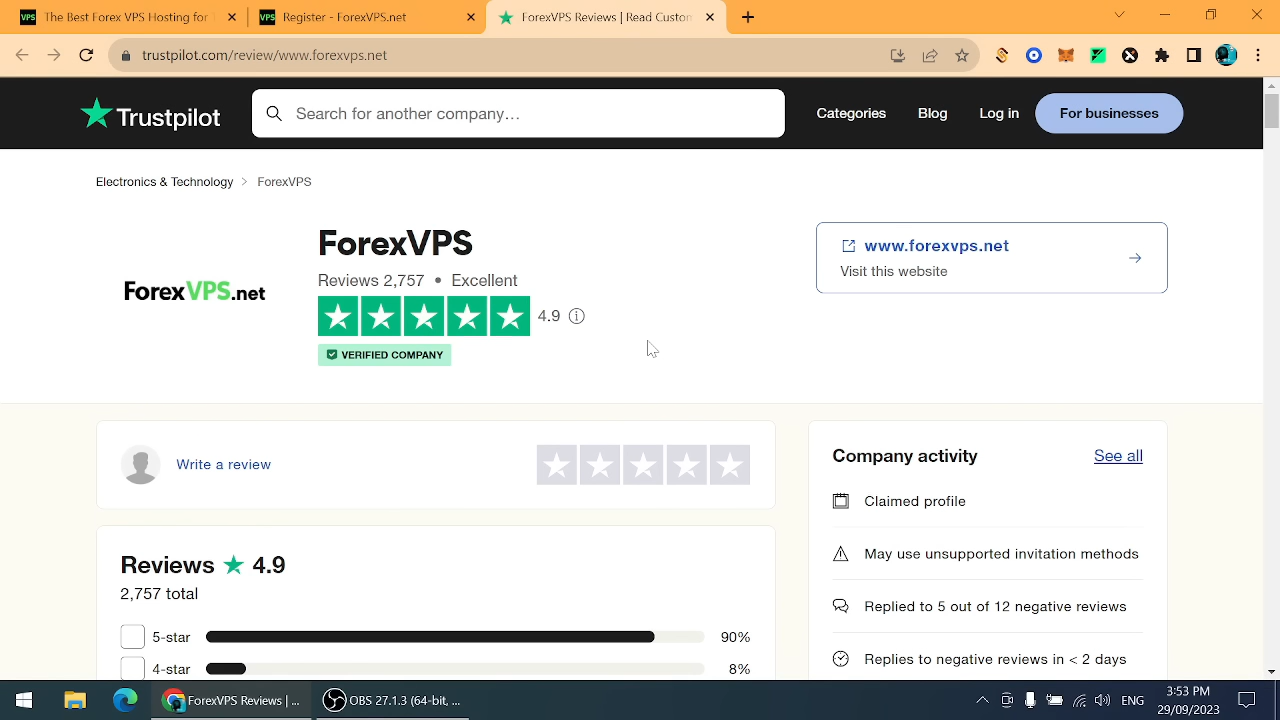 VPS The Best Forex VPS Hosting for
VPS Register - ForexVPS.net
ForexVPS Reviews | Read Custom
trustpilot.com/review/www.forexvps.net
Trustpilot
Search for another company…
Categories
Blog
Log in
For businesses
Electronics & Technology > ForexVPS
ForexVPS.net
ForexVPS
Reviews 2,757 • Excellent
4.9
VERIFIED COMPANY
www.forexvps.net
Visit this website
Write a review
Reviews ★ 4.9
2,757 total
5-star 90%
4-star 8%
Company activity
See all
Claimed profile
May use unsupported invitation methods
Replied to 5 out of 12 negative reviews
Replies to negative reviews in < 2 days
ForexVPS Reviews | ...
OBS 27.1.3 (64-bit, ...
ENG
3:53 PM
29/09/2023